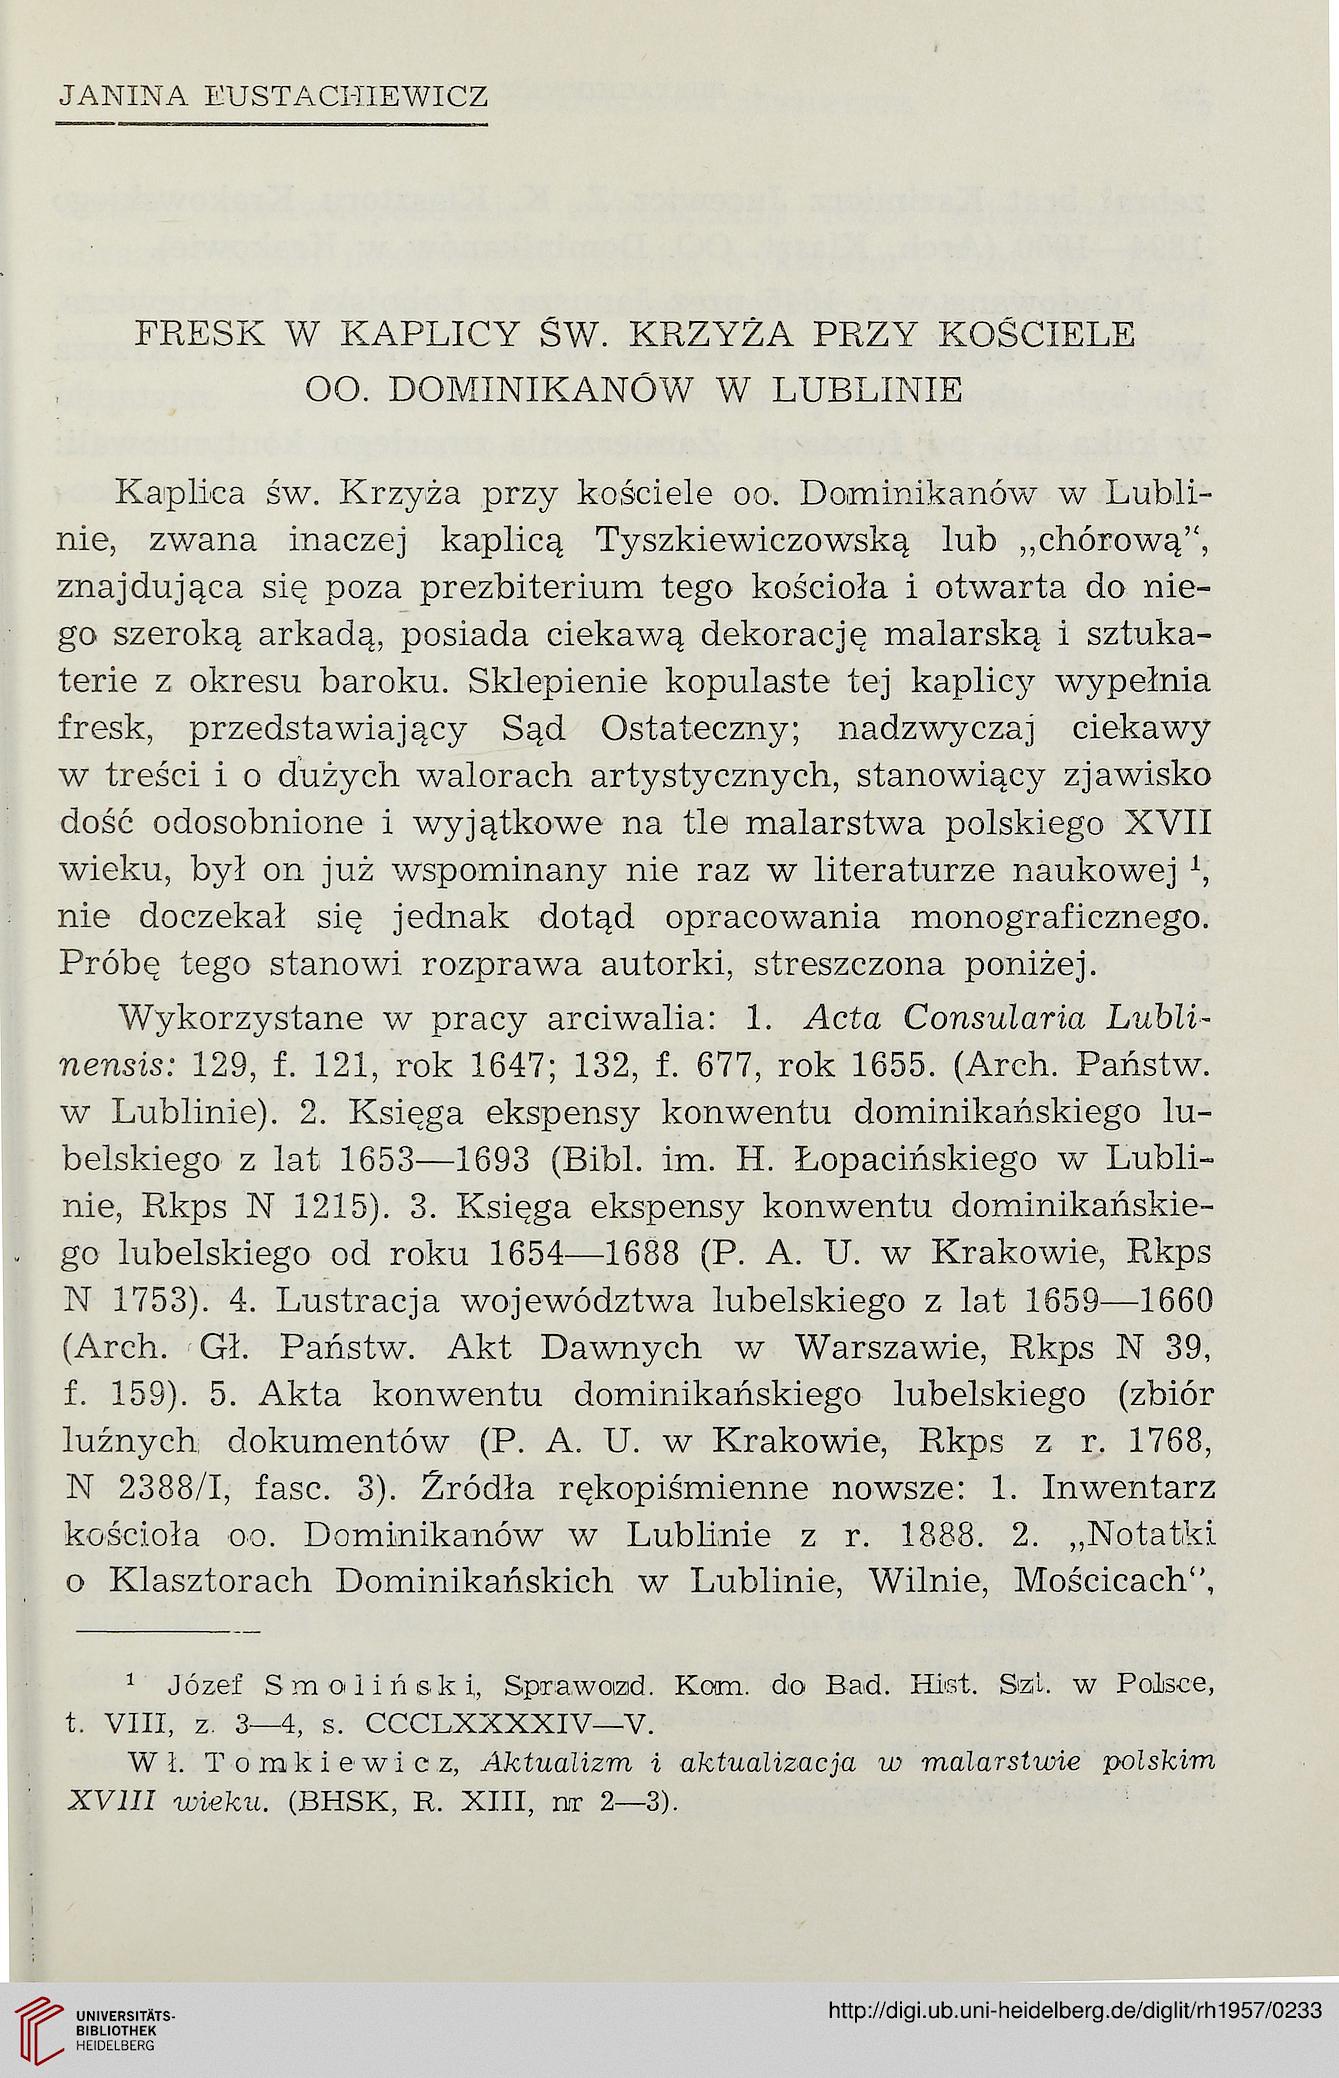 JANINA EUSTACHIEWICZ
FRESK W KAPLICY ŚW. KRZYŻA PRZY KOŚCIELE
OO. DOMINIKANÓW W LUBLINIE
Kaplica św. Krzyża przy kościele oo. Dominikanów w Lubli-
nie, zwana inaczej kaplicą Tyszkiewiczowską lub „chórową”,
znajdująca się poza prezbiterium tego kościoła i otwarta do nie-
go szeroką arkadą, posiada ciekawą dekorację malarską i sztuka-
terie z okresu baroku. Sklepienie kopulaste tej kaplicy wypełnia
fresk, przedstawiający Sąd Ostateczny; nadzwyczaj ciekawy
w treści i o dużych walorach artystycznych, stanowiący zjawisko
dość odosobnione i wyjątkowe na tle malarstwa polskiego XVII
wieku, był on już wspominany nie raz w literaturze naukowej ¹,
nie doczekał się jednak dotąd opracowania monograficznego.
Próbę tego stanowi rozprawa autorki, streszczona poniżej.
Wykorzystane w pracy arciwalia: 1. Acta Consularia Lubli-
nensis: 129, f. 121, rok 1647; 132, f. 677, rok 1655. (Arch. Państw.
w Lublinie). 2. Księga ekspensy konwentu dominikańskiego lu-
belskiego z lat 1653—1693 (Bibl. im. H. Łopacińskiego w Lubli-
nie, Rkps N 1215). 3. Księga ekspensy konwentu dominikańskie-
go lubelskiego od roku 1654—1688 (P. A. U. w Krakowie, Rkps
N 1753). 4. Lustracja województwa lubelskiego z lat 1659—1660
(Arch. Gł. Państw. Akt Dawnych w Warszawie, Rkps N 39,
f. 159). 5. Akta konwentu dominikańskiego lubelskiego (zbiór
luźnych dokumentów (P. A. U. w Krakowie, Rkps z r. 1768,
N 2388/I, fasc. 3). Źródła rękopiśmienne nowsze: 1. Inwentarz
kościoła oo. Dominikanów w Lublinie z r. 1888. 2. „Notatki
o Klasztorach Dominikańskich w Lublinie, Wilnie, Mościcach”,
¹ Józef Smoliński, Sprawozd. Kom. do Bad. Hist. Szt. w Polsce,
t. VIII, z. 3—4, s. CCCLXXXXIV—V.
Wł. Tomkiewicz, Aktualizm i aktualizacja w malarstwie polskim
XVIII wieku. (BHSK, R. XIII, nr 2—3).
UNIVERSITÄTS-
BIBLIOTHEK
HEIDELBERG
http://digi.ub.uni-heidelberg.de/diglit/rh1957/0233